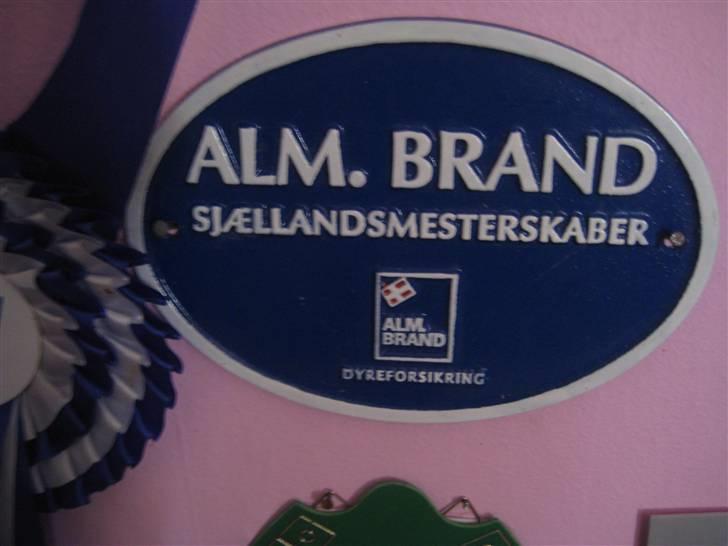 ALM. BRAND
SJÆLLANDSMESTERSKABER
ALM.
BRAND
DYREFORSIKRING